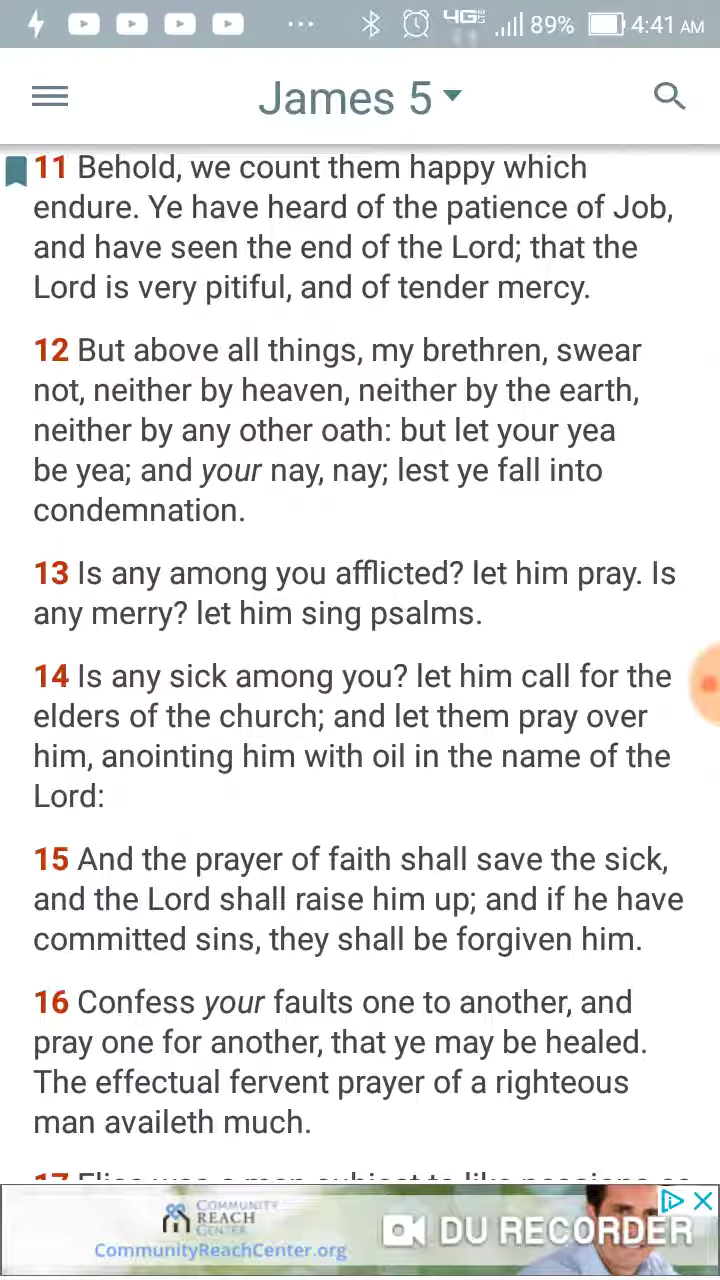 4G
89%
4:41 AM
James 5
11 Behold, we count them happy which
endure. Ye have heard of the patience of Job,
and have seen the end of the Lord; that the
Lord is very pitiful, and of tender mercy.
12 But above all things, my brethren, swear
not, neither by heaven, neither by the earth,
neither by any other oath: but let your yea
be yea; and your nay, nay; lest ye fall into
condemnation.
13 Is any among you afflicted? let him pray. Is
any merry? let him sing psalms.
14 Is any sick among you? let him call for the
elders of the church; and let them pray over
him, anointing him with oil in the name of the
Lord:
15 And the prayer of faith shall save the sick,
and the Lord shall raise him up; and if he have
committed sins, they shall be forgiven him.
16 Confess your faults one to another, and
pray one for another, that ye may be healed.
The effectual fervent prayer of a righteous
man availeth much.
17 Elias was a man subject to like passions as
COMMUNITY
REACH
CENTER
CommunityReachCenter.org
DU RECORDER